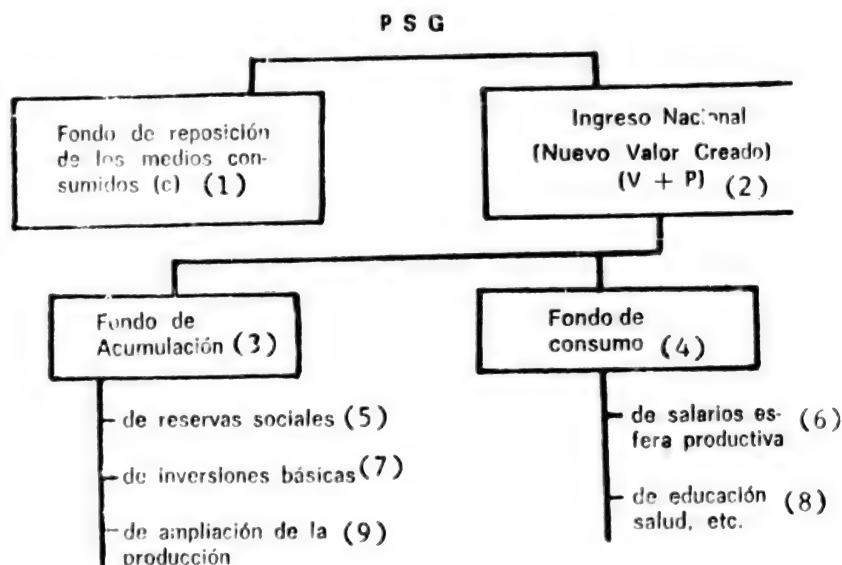 P S G
Fondo de reposición
de los medios con-
sumidos (c) (1)
Ingreso Nacional
(Nuevo Valor Creado)
(V + P) (2)
Fondo de
Acumulación (3)
Fondo de
consumo (4)
de reservas sociales (5)
de inversiones básicas (7)
de ampliación de la (9)
producción
de salarios es- (6)
fera productiva
de educación (8)
salud, etc.